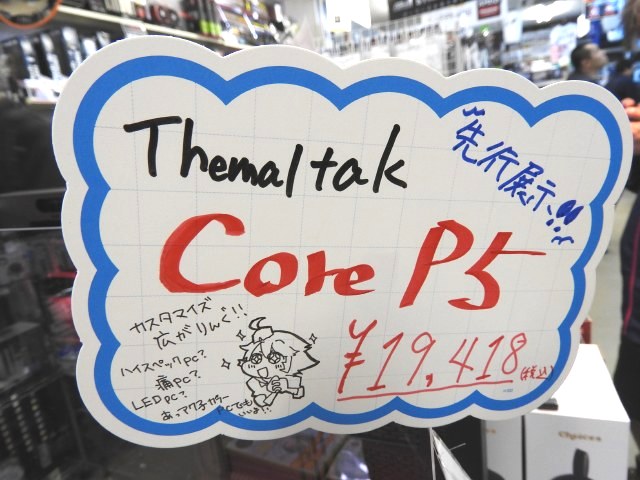 Themaltak
先行展示!!
Core P5
¥19,418(税込)
カスタマイズ
広がりんぐ!!
ハイスペックpc?
痛pc?
LEDpc?